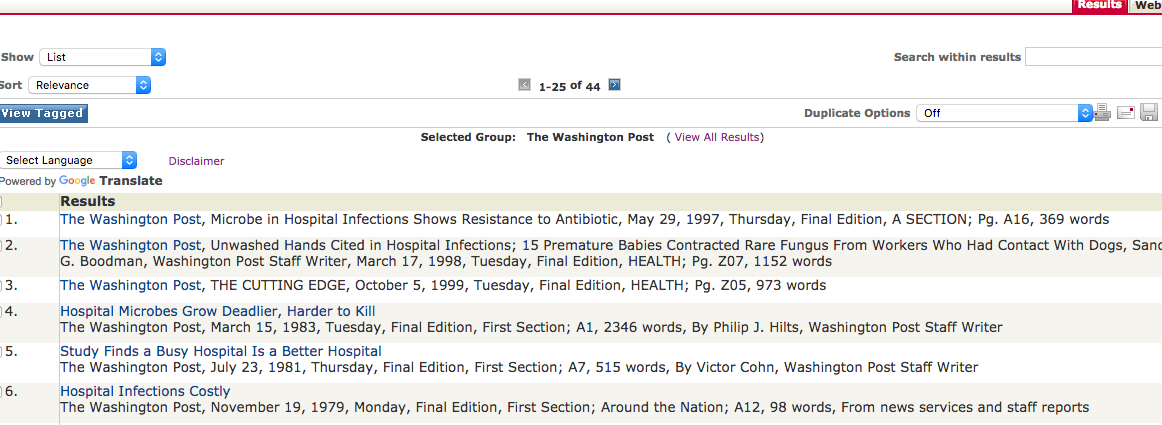 Results Web
Show List Search within results
Sort Relevance 1-25 of 44
View Tagged Duplicate Options Off
Selected Group: The Washington Post ( View All Results)
Select Language Disclaimer
Powered by Google Translate
Results
1. The Washington Post, Microbe in Hospital Infections Shows Resistance to Antibiotic, May 29, 1997, Thursday, Final Edition, A SECTION; Pg. A16, 369 words
2. The Washington Post, Unwashed Hands Cited in Hospital Infections; 15 Premature Babies Contracted Rare Fungus From Workers Who Had Contact With Dogs,
G. Boodman, Washington Post Staff Writer, March 17, 1998, Tuesday, Final Edition, HEALTH; Pg. Z07, 1152 words
3. The Washington Post, THE CUTTING EDGE, October 5, 1999, Tuesday, Final Edition, HEALTH; Pg. Z05, 973 words
4. Hospital Microbes Grow Deadlier, Harder to Kill
The Washington Post, March 15, 1983, Tuesday, Final Edition, First Section; A1, 2346 words, By Philip J. Hilts, Washington Post Staff Writer
5. Study Finds a Busy Hospital Is a Better Hospital
The Washington Post, July 23, 1981, Thursday, Final Edition, First Section; A7, 515 words, By Victor Cohn, Washington Post Staff Writer
6. Hospital Infections Costly
The Washington Post, November 19, 1979, Monday, Final Edition, First Section; Around the Nation; A12, 98 words, From news services and staff reports